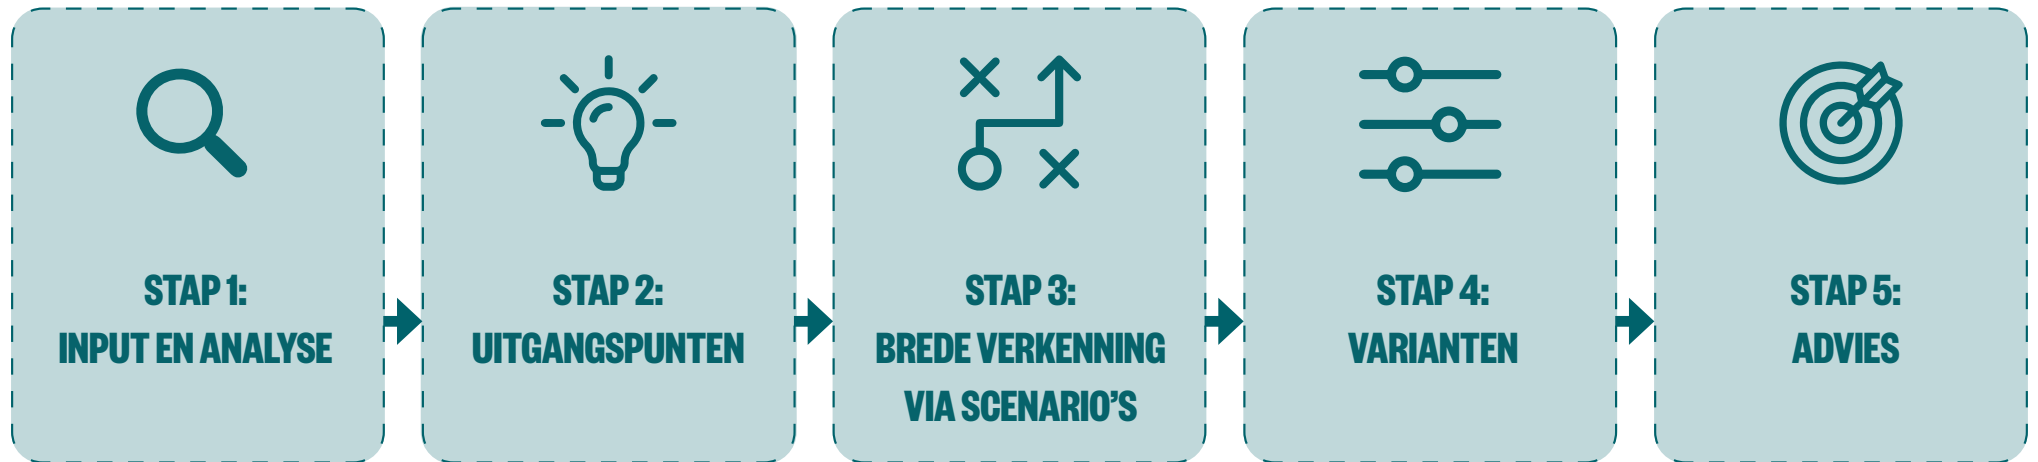 STAP 1:
INPUT EN ANALYSE
STAP 2:
UITGANGSPUNTEN
STAP 3:
BREDE VERKENNING
VIA SCENARIO’S
STAP 4:
VARIANTEN
STAP 5:
ADVIES